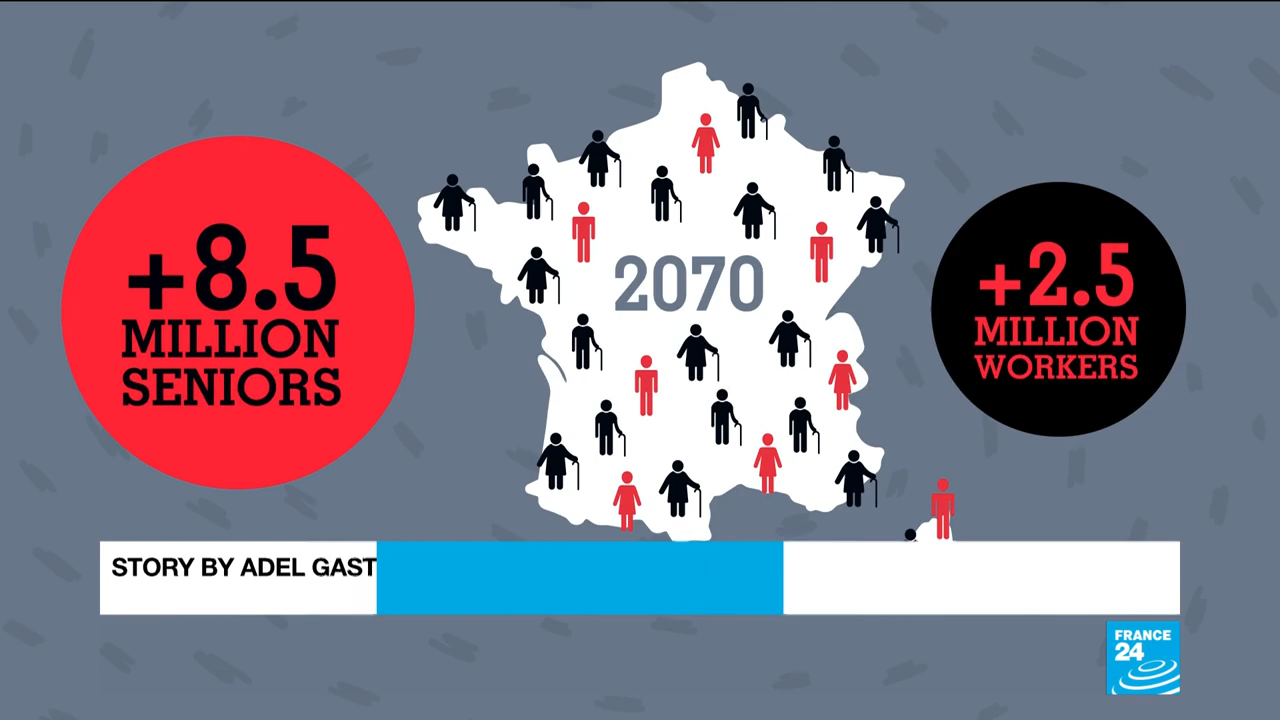 +8.5
MILLION
SENIORS
2070
+2.5
MILLION
WORKERS
STORY BY ADEL GAST
FRANCE
24